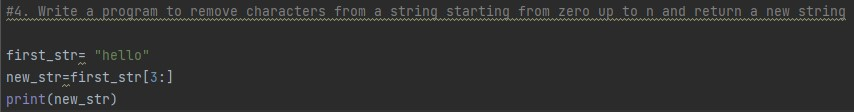 #4. Write a program to remove characters from a string starting from zero up to n and return a new string
first_str= "hello"
new_str=first_str[3:]
print(new_str)